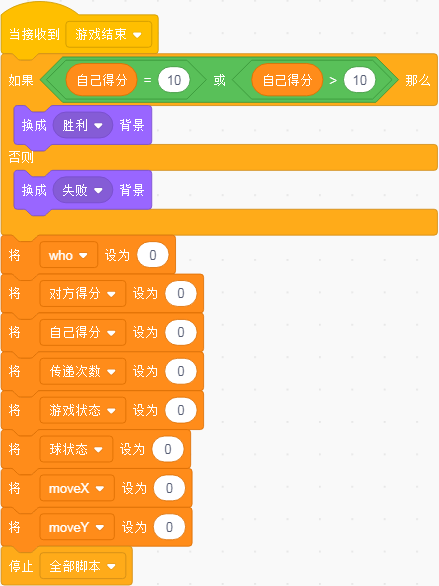 当接收到 游戏结束
如果 自己得分 = 10 或 自己得分 > 10 那么
换成 胜利 背景
否则
换成 失败 背景
将 who 设为 0
将 对方得分 设为 0
将 自己得分 设为 0
将 传递次数 设为 0
将 游戏状态 设为 0
将 球状态 设为 0
将 moveX 设为 0
将 moveY 设为 0
停止 全部脚本